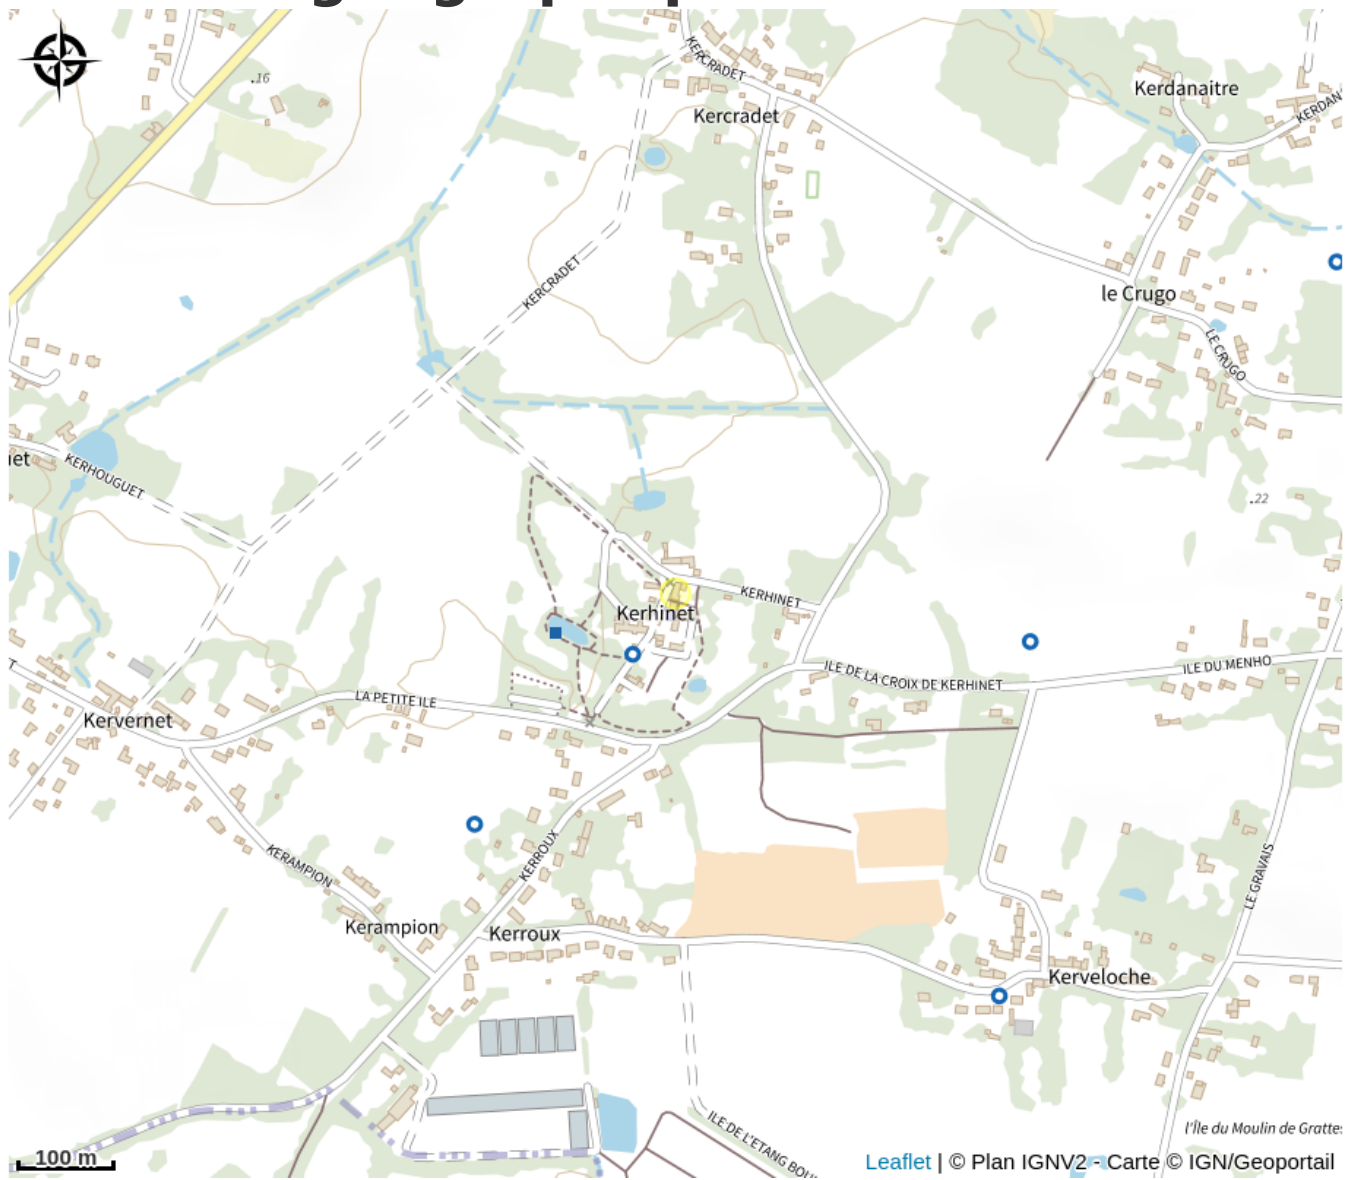 .16
KERCRADET
Kercradet
Kerdanaitre
KERDAN
KERCRADET
le Crugo
LE CRUGO
KERHOUGUET
.22
KERHINET
Kerhinet
ILE DE LA CROIX DE KERHINET
ILE DU MENHO
LA PETITE ILE
Kervernet
KERROUX
KERAMPION
LE GRAVAIS
Kerampion
Kerroux
Kerveloche
ILE DE L'ETANG BOU
l'Île du Moulin de Grattes
100 m
Leaflet | © Plan IGNV2 - Carte © IGN/Geoportail